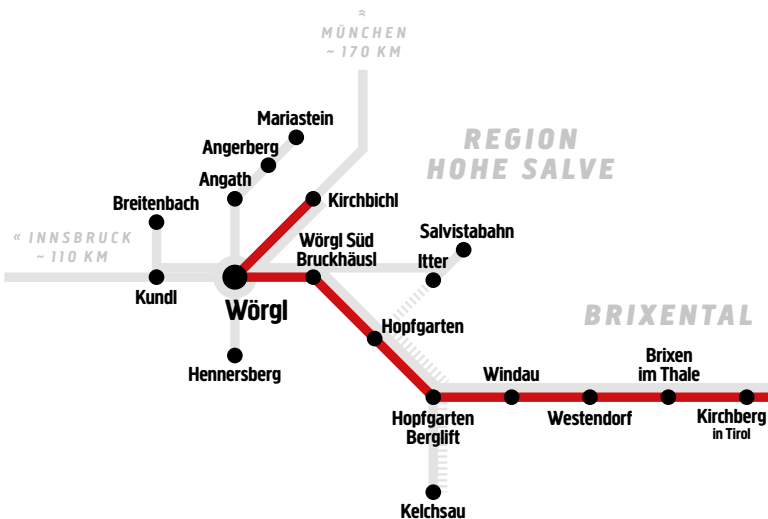 MÜNCHEN
~ 170 KM
Mariastein
Angerberg
Angath
REGION
HOHE SALVE
Breitenbach
Kirchbichl
« INNSBRUCK
~ 110 KM
Wörgl Süd
Bruckhäusl
Salvistabahn
Itter
Kundl
Wörgl
Hopfgarten
BRIXENTAL
Hennersberg
Windau
Brixen
im Thale
Hopfgarten
Berglift
Westendorf
Kirchberg
in Tirol
Kelchsau